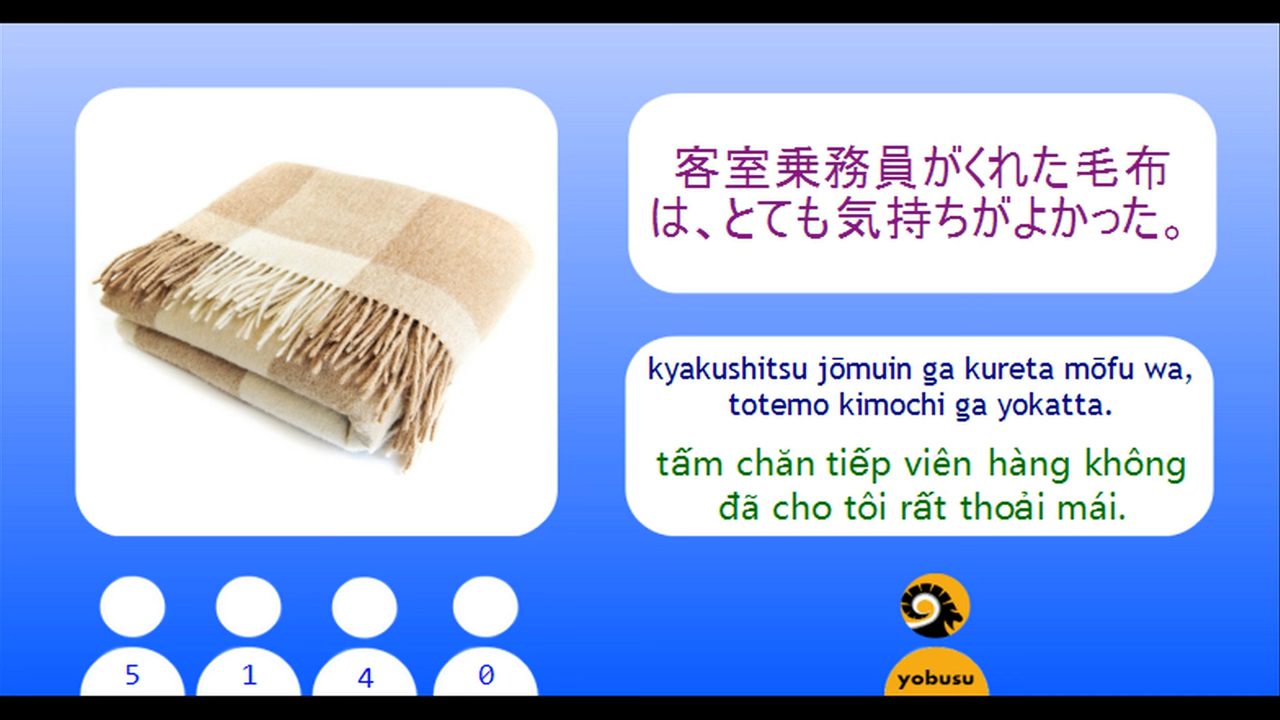 客室乗務員がくれた毛布
は、とても気持ちがよかった。
kyakushitsu jōmuin ga kureta mōfu wa,
totemo kimochi ga yokatta.
tấm chăn tiếp viên hàng không
đã cho tôi rất thoải mái.
5 1 4 0
yobusu